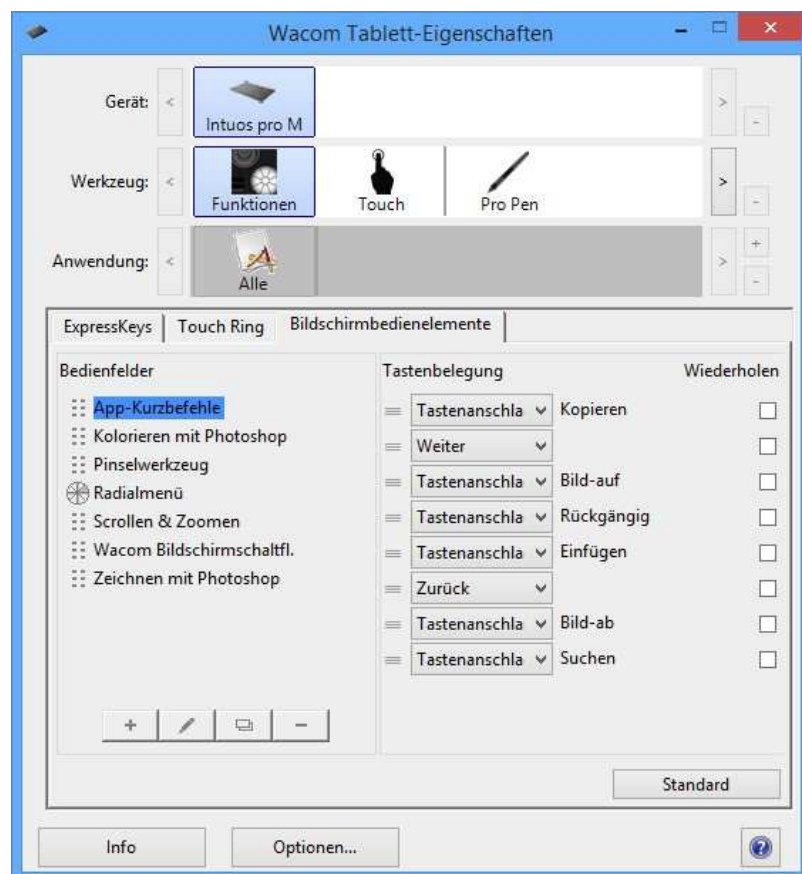 Wacom Tablett-Eigenschaften
Gerät:
Intuos pro M
Werkzeug:
Funktionen Touch Pro Pen
Anwendung:
Alle
ExpressKeys Touch Ring Bildschirmbedienelemente
Bedienfelder Tastenbelegung Wiederholen
App-Kurzbefehle Tastenanschla Kopieren
Kolorieren mit Photoshop Weiter
Pinselwerkzeug Tastenanschla Bild-auf
Radialmenü Tastenanschla Rückgängig
Scrollen & Zoomen Tastenanschla Einfügen
Wacom Bildschirmschaltfl. Zurück
Zeichnen mit Photoshop Tastenanschla Bild-ab
Tastenanschla Suchen
Standard
Info Optionen... ?